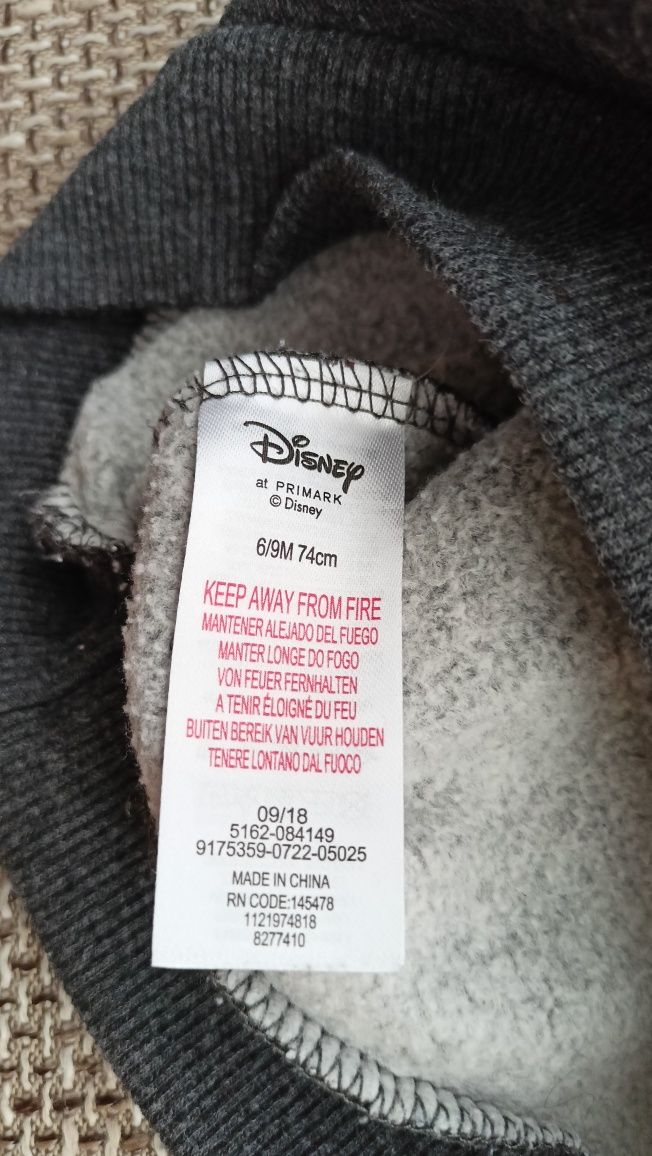 Disney
at PRIMARK
© Disney
6/9M 74cm
KEEP AWAY FROM FIRE
MANTENER ALEJADO DEL FUEGO
MANTER LONGE DO FOGO
VON FEUER FERNHALTEN
A TENIR ÉLOIGNÉ DU FEU
BUITEN BEREIK VAN VUUR HOUDEN
TENERE LONTANO DAL FUOCO
09/18
5162-084149
9175359-0722-05025
MADE IN CHINA
RN CODE:145478
1121974818
8277410